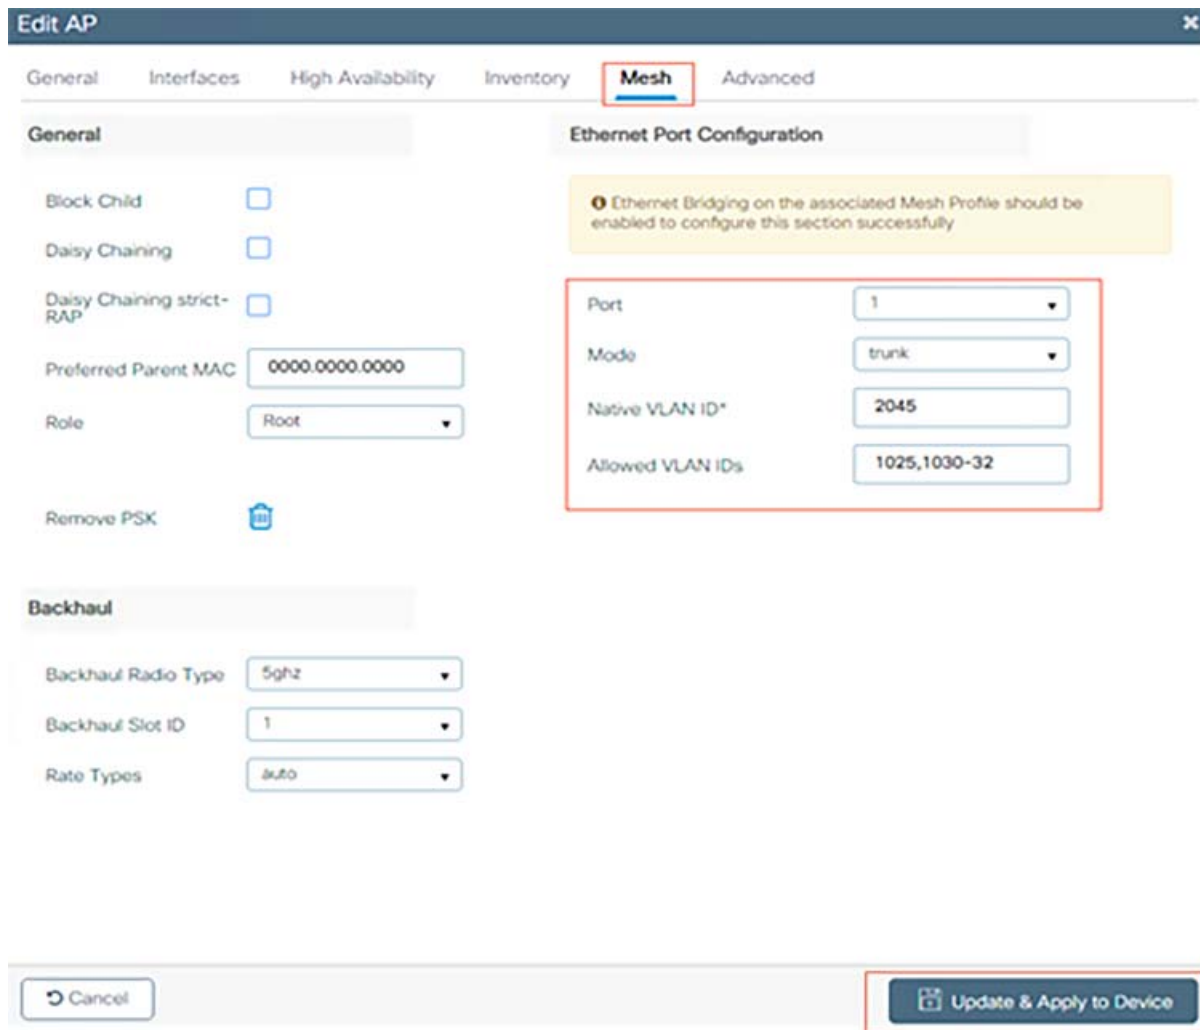 Edit AP
General Interfaces High Availability Inventory Mesh Advanced
General
Block Child
Daisy Chaining
Daisy Chaining strict-
RAP
Preferred Parent MAC 0000.0000.0000
Role Root
Remove PSK
Backhaul
Backhaul Radio Type 5ghz
Backhaul Slot ID 1
Rate Types auto
Ethernet Port Configuration
Ethernet Bridging on the associated Mesh Profile should be
enabled to configure this section successfully
Port 1
Mode trunk
Native VLAN ID* 2045
Allowed VLAN IDs 1025,1030-32
Cancel
Update & Apply to Device